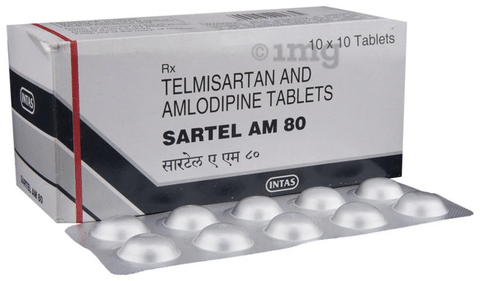 ©1mg
10 x 10 Tablets
Rx
TELMISARTAN AND
AMLODIPINE TABLETS
SARTEL AM 80
सारटेल ए एम ८०
INTAS
INTAS
SARTEL AM 80